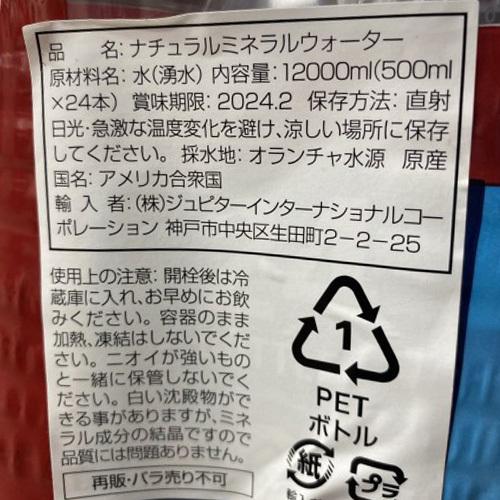 品　名: ナチュラルミネラルウォーター
原材料名: 水(湧水) 内容量: 12000ml(500ml
×24本) 賞味期限: 2024.2 保存方法: 直射
日光・急激な温度変化を避け、涼しい場所に保存
してください。採水地: オランチャ水源 原産
国名: アメリカ合衆国
輸 入 者: (株)ジュピターインターナショナルコー
ポレーション 神戸市中央区生田町2-2-25
使用上の注意: 開栓後は冷
蔵庫に入れ、お早めにお飲
みください。容器のまま
加熱、凍結はしないでくだ
さい。ニオイが強いもの
と一緒に保管しないでく
ださい。白い沈殿物がで
きる事がありますが、ミネ
ラル成分の結晶ですので
品質には問題ありません。
再販・バラ売り不可
1
PET
ボトル
紙
プラ